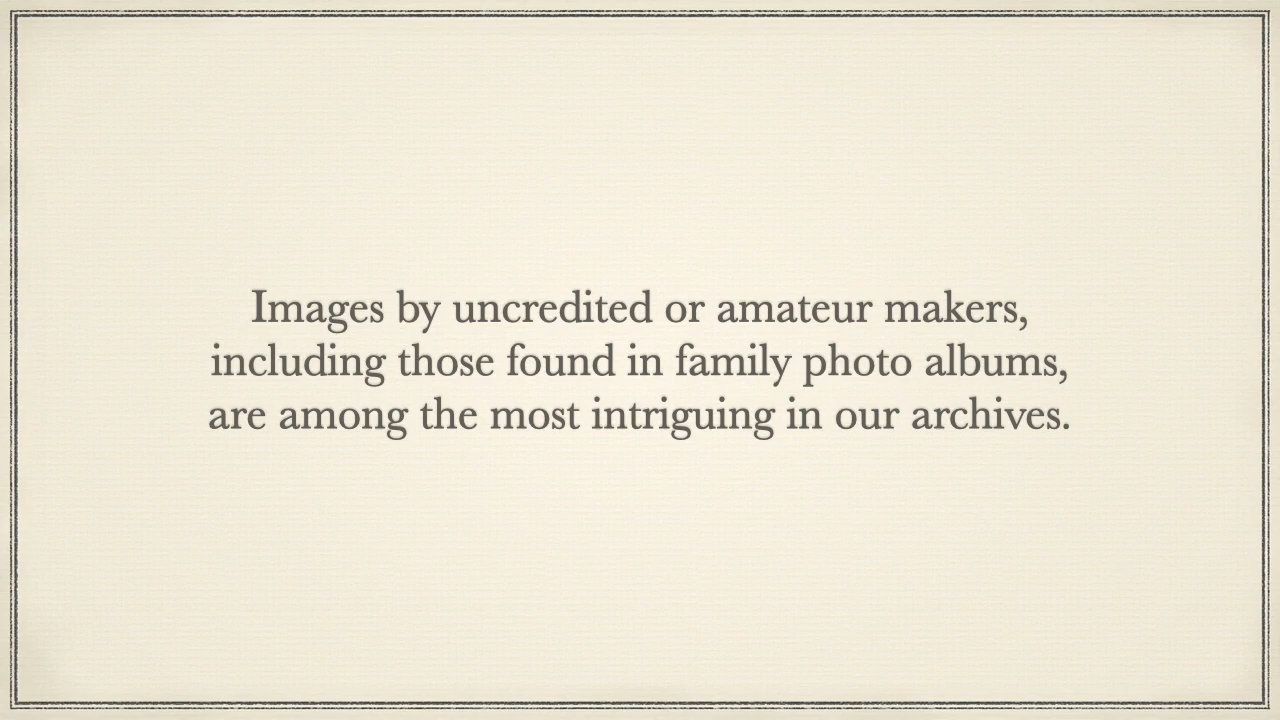 Images by uncredited or amateur makers,
including those found in family photo albums,
are among the most intriguing in our archives.